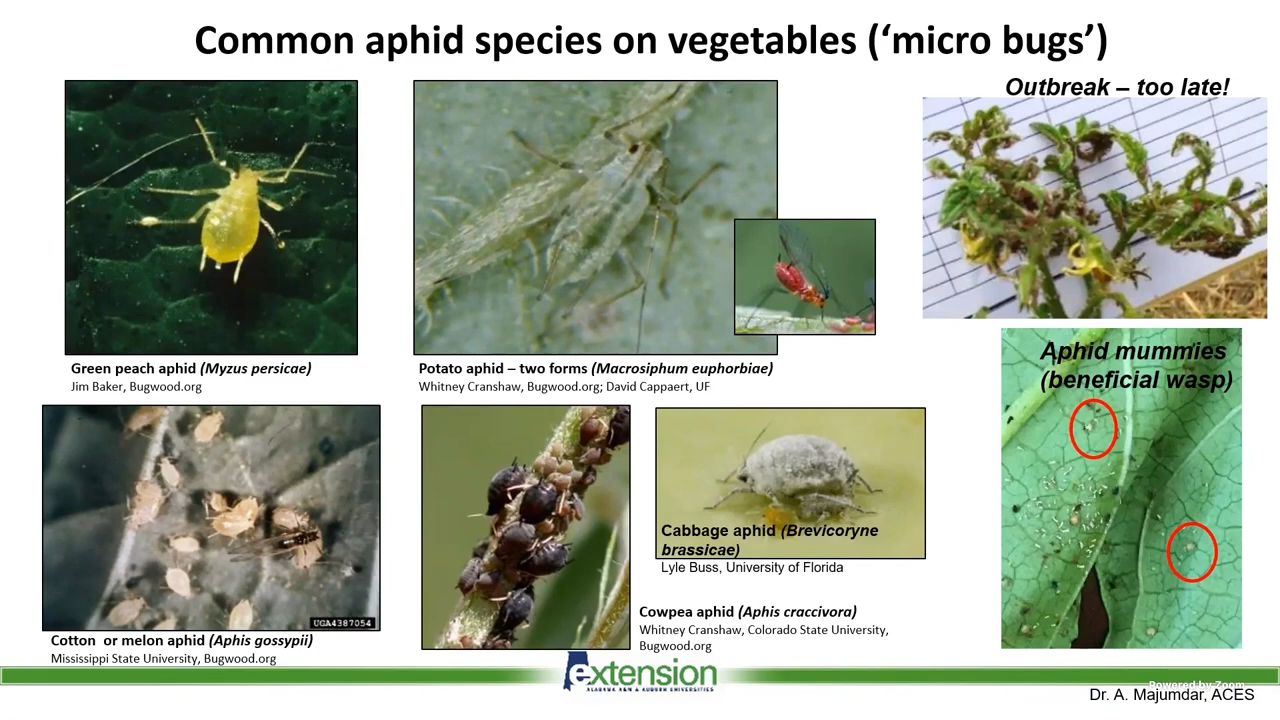 Common aphid species on vegetables (‘micro bugs’)
Outbreak – too late!
Green peach aphid (Myzus persicae)
Jim Baker, Bugwood.org
Potato aphid – two forms (Macrosiphum euphorbiae)
Whitney Cranshaw, Bugwood.org; David Cappaert, UF
Aphid mummies
(beneficial wasp)
UGA4387054
Cotton  or melon aphid (Aphis gossypii)
Mississippi State University, Bugwood.org
Cabbage aphid (Brevicoryne
brassicae)
Lyle Buss, University of Florida
Cowpea aphid (Aphis craccivora)
Whitney Cranshaw, Colorado State University,
Bugwood.org
extension
ALABAMA A&M & AUBURN UNIVERSITIES
Powered by Zoom
Dr. A. Majumdar, ACES